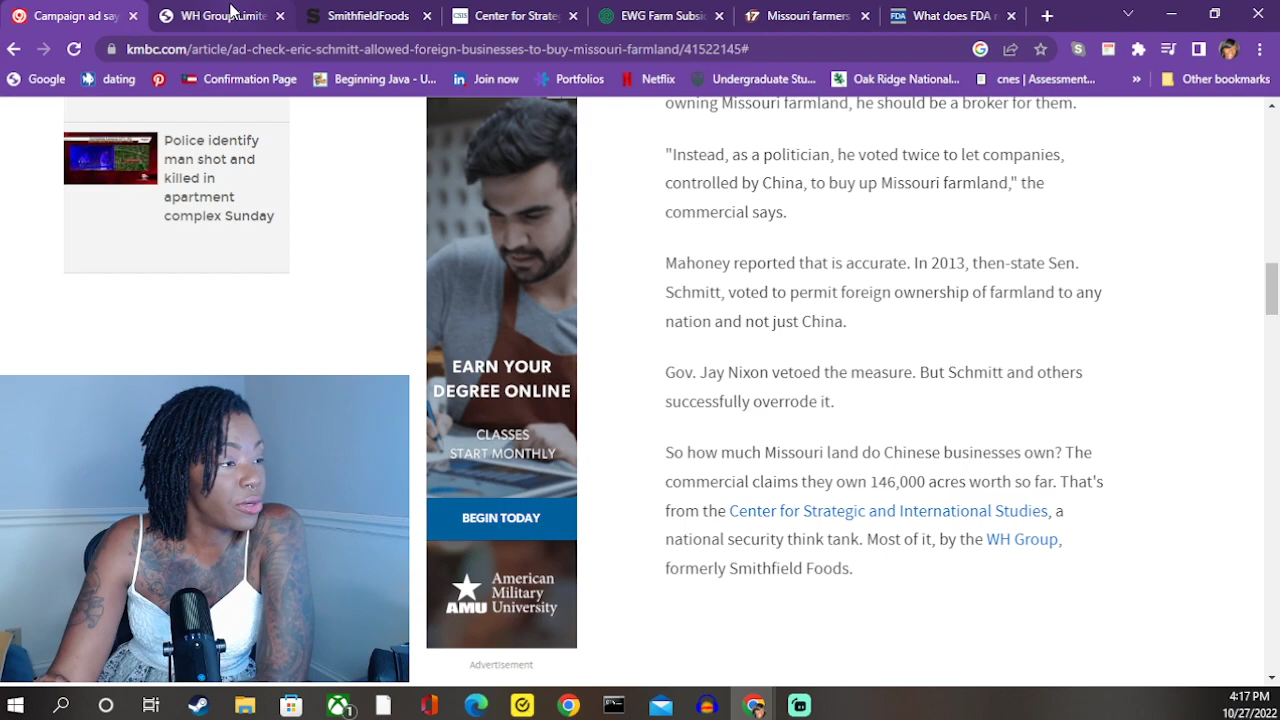 Ad campaign say
WH Group Limite
SmithfieldFoods
Center for Strate
EWG Farm Subsi
Missouri farmers
Does FDA r
kmbc.com/article/ad-check-eric-schmitt-allowed-foreign-businesses-to-buy-missouri-farmland/41522145#
Google
dating
Confirmation Page
Beginning Java - U...
Join now
Portfolios
Netflix
Undergraduate Stu...
Oak Ridge National...
cnes | Assessment...
»
Other bookmarks
Police identify
man shot and
killed in
apartment
complex Sunday
EARN YOUR
DEGREE ONLINE
CLASSES
START MONTHLY
BEGIN TODAY
AMU
American
Military
University
Advertisement
owning Missouri farmland, he should be a broker for them.
"Instead, as a politician, he voted twice to let companies,
controlled by China, to buy up Missouri farmland," the
commercial says.
Mahoney reported that is accurate. In 2013, then-state Sen.
Schmitt, voted to permit foreign ownership of farmland to any
nation and not just China.
Gov. Jay Nixon vetoed the measure. But Schmitt and others
successfully overrode it.
So how much Missouri land do Chinese businesses own? The
commercial claims they own 146,000 acres worth so far. That's
from the Center for Strategic and International Studies, a
national security think tank. Most of it, by the WH Group,
formerly Smithfield Foods.
4:17 PM
10/27/2022